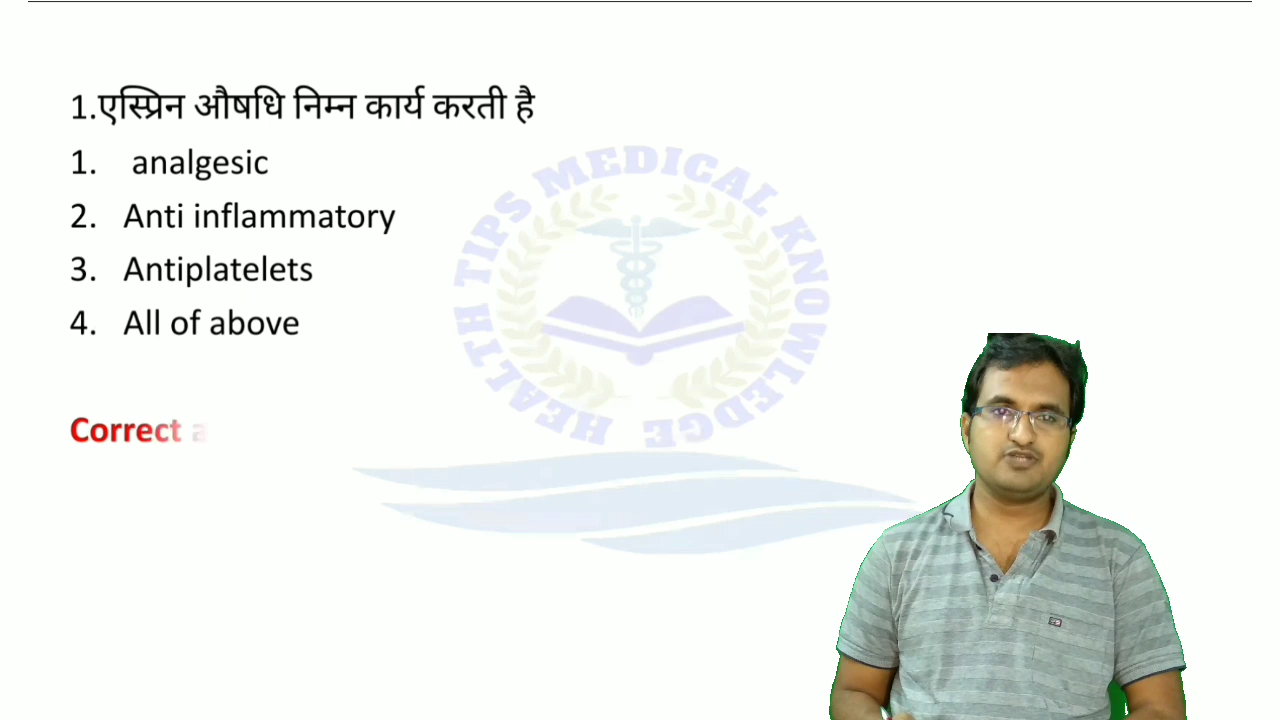 1.एस्प्रिन औषधि निम्न कार्य करती है
1. analgesic
2. Anti inflammatory
3. Antiplatelets
4. All of above
Correct a
HEALTH TIPS MEDICAL KNOWLEDGE